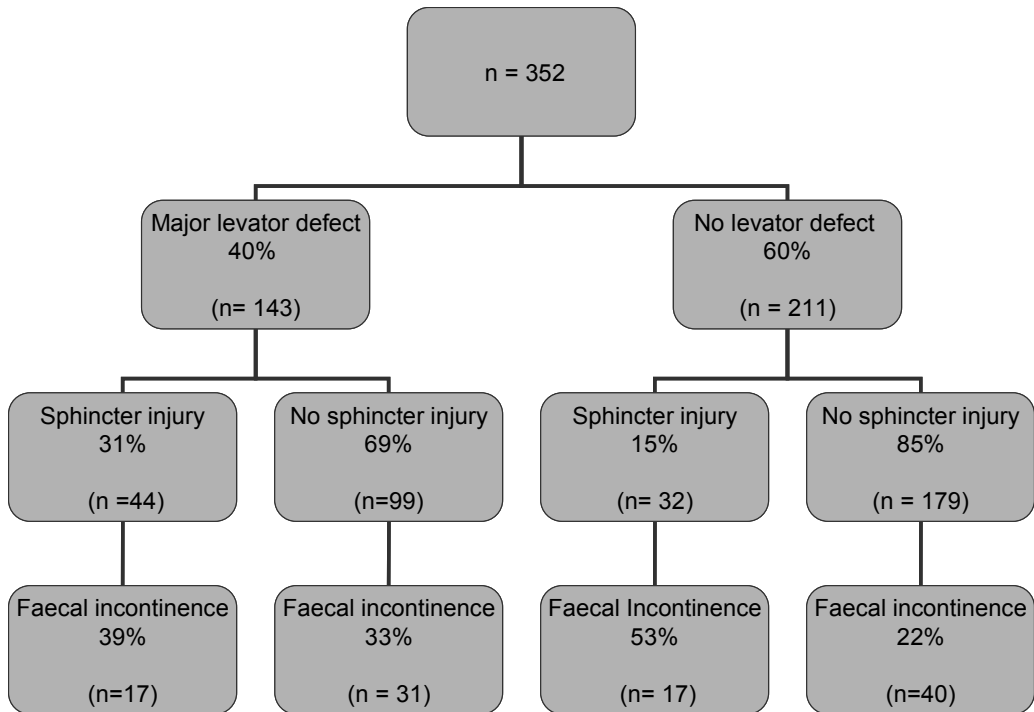 n = 352
Major levator defect
40%
(n= 143)
No levator defect
60%
(n = 211)
Sphincter injury
31%
(n =44)
No sphincter injury
69%
(n=99)
Sphincter injury
15%
(n= 32)
No sphincter injury
85%
(n = 179)
Faecal incontinence
39%
(n=17)
Faecal incontinence
33%
(n = 31)
Faecal Incontinence
53%
(n= 17)
Faecal incontinence
22%
(n=40)